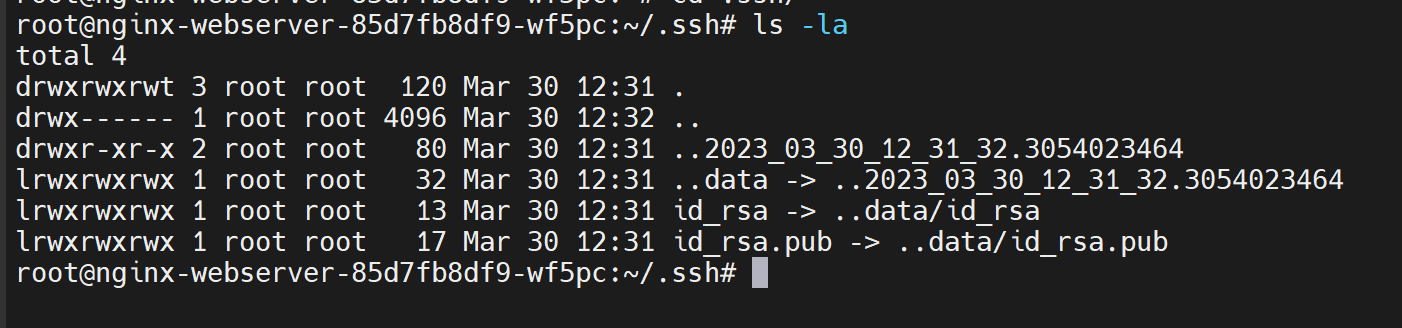 root@nginx-webserver-85d7fb8df9-wf5pc:~/.ssh# ls -la
total 4
drwxrwxrwt 3 root root  120 Mar 30 12:31 .
drwx------ 1 root root 4096 Mar 30 12:32 ..
drwxr-xr-x 2 root root   80 Mar 30 12:31 ..2023_03_30_12_31_32.3054023464
lrwxrwxrwx 1 root root   32 Mar 30 12:31 ..data -> ..2023_03_30_12_31_32.3054023464
lrwxrwxrwx 1 root root   13 Mar 30 12:31 id_rsa -> ..data/id_rsa
lrwxrwxrwx 1 root root   17 Mar 30 12:31 id_rsa.pub -> ..data/id_rsa.pub
root@nginx-webserver-85d7fb8df9-wf5pc:~/.ssh#